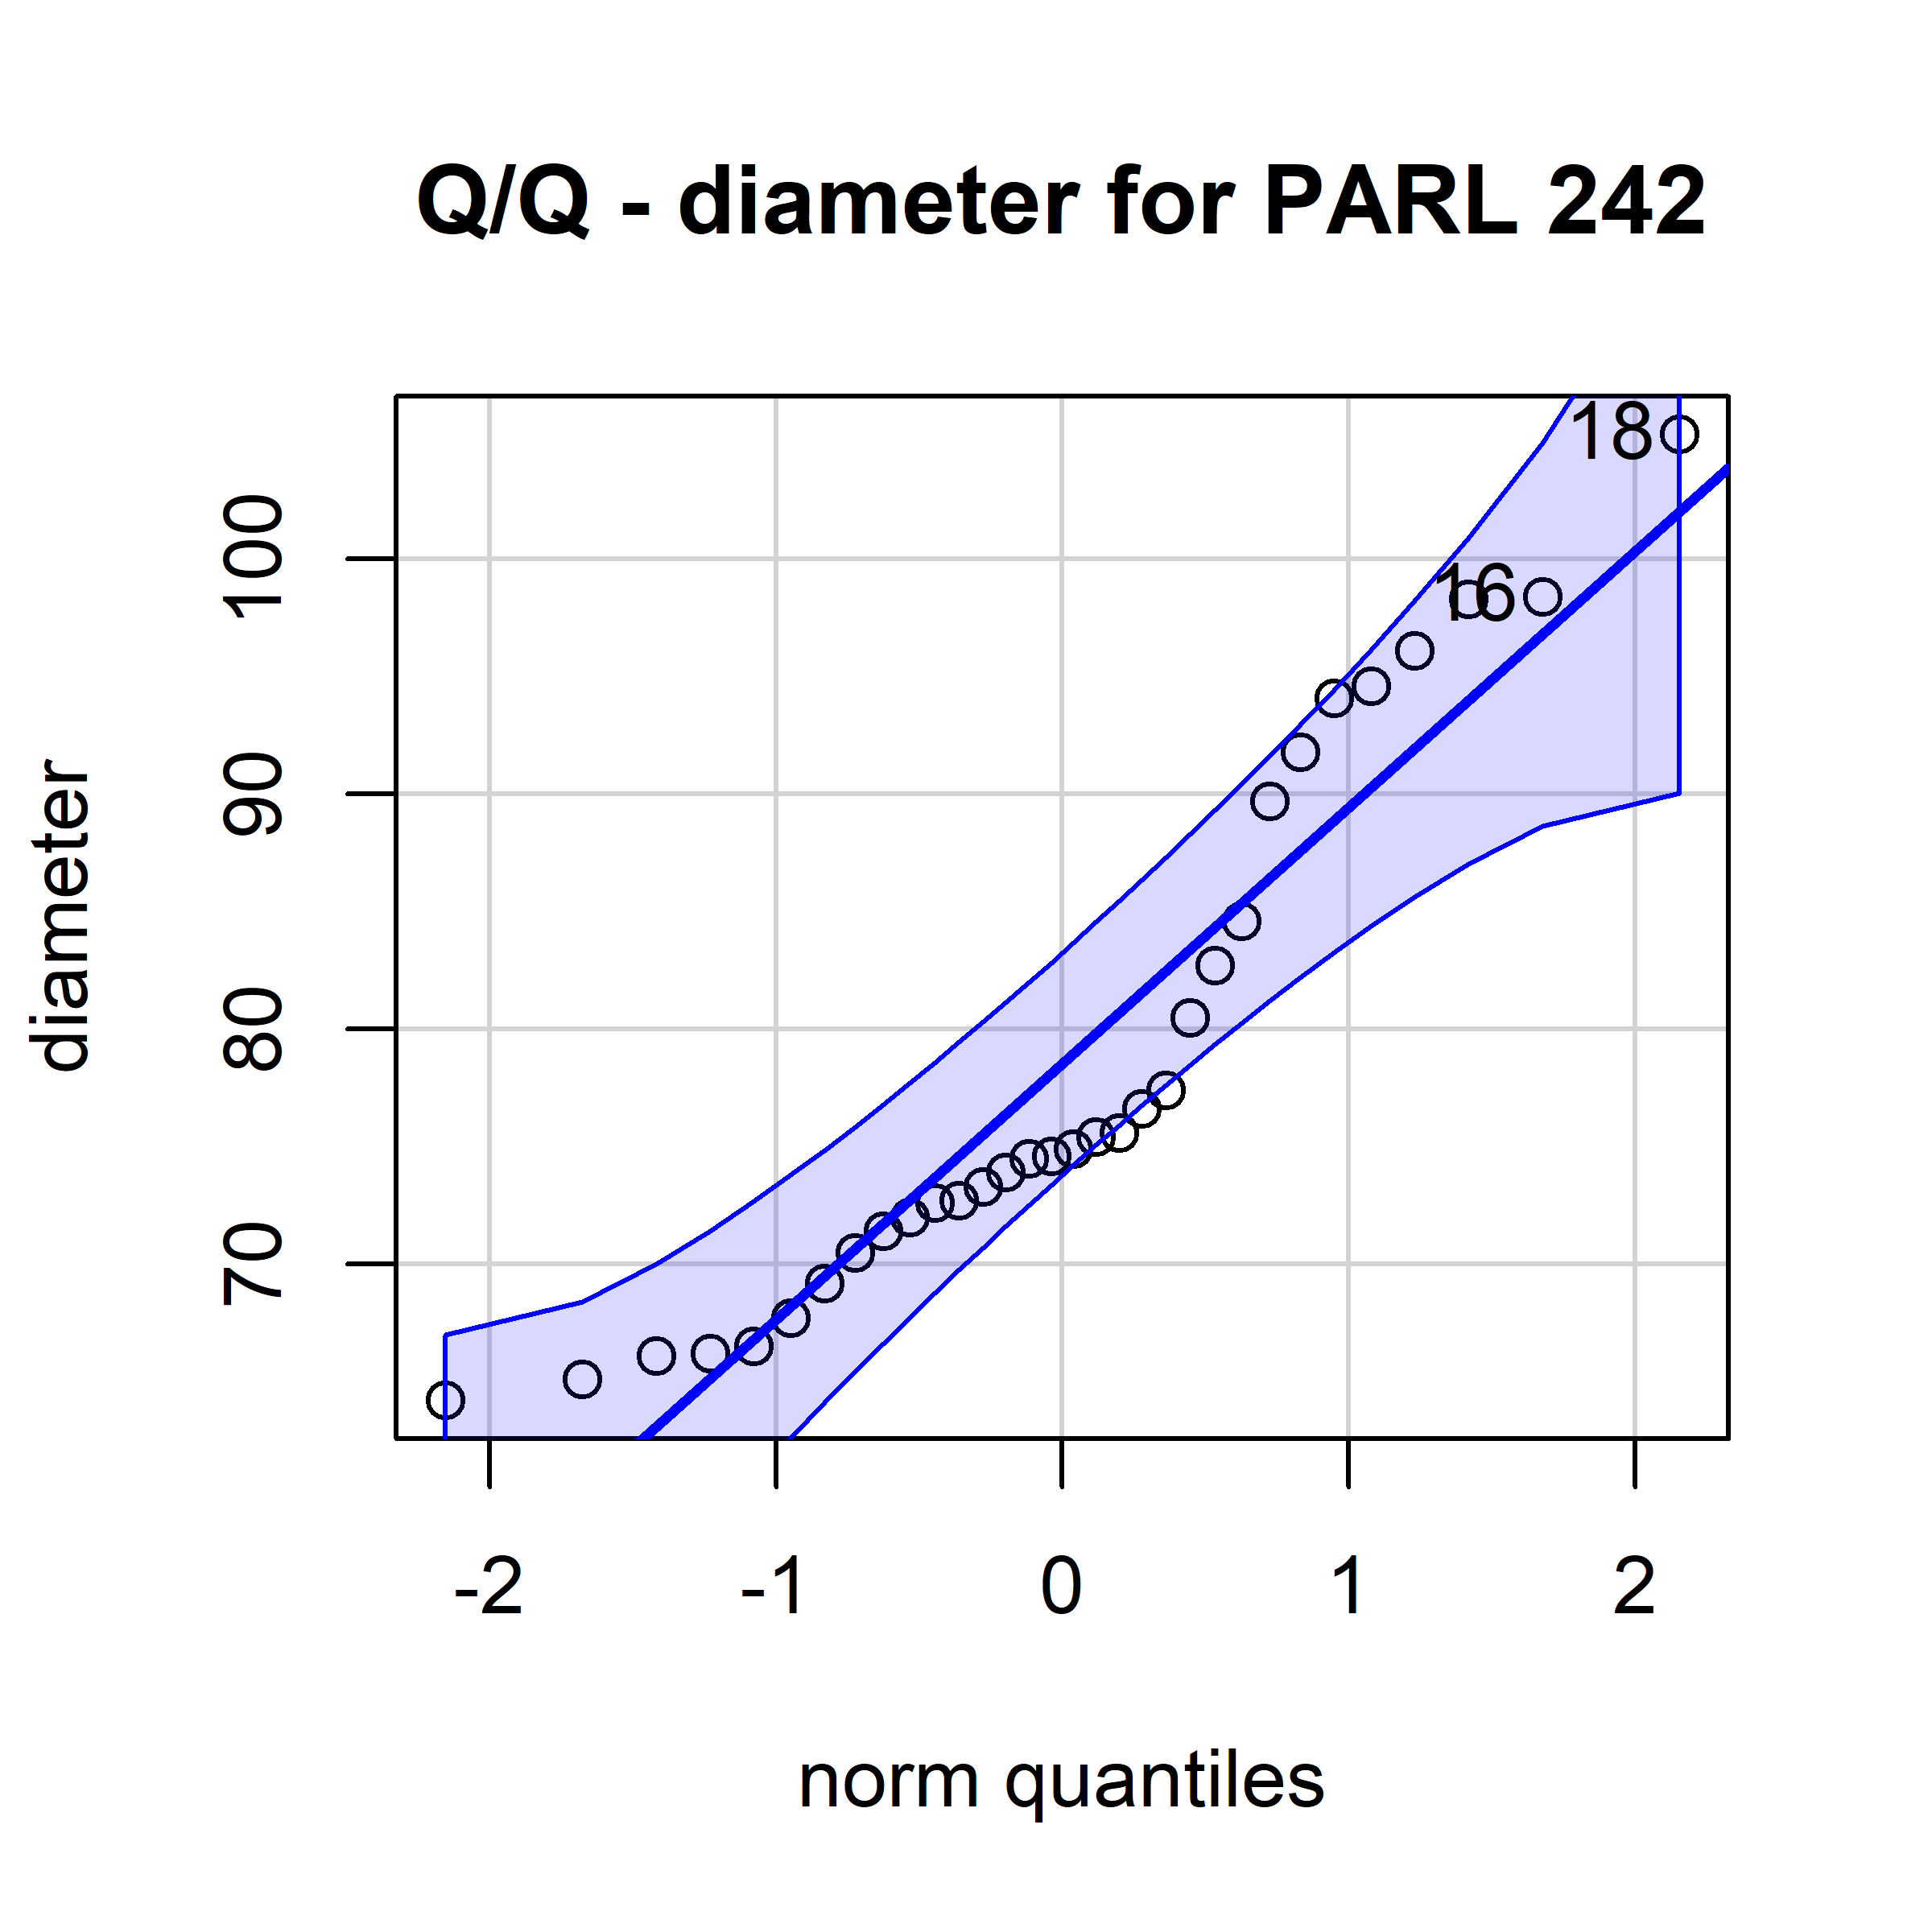 Q/Q - diameter for PARL 242
18
16
100
90
80
70
diameter
-2 -1 0 1 2
norm quantiles